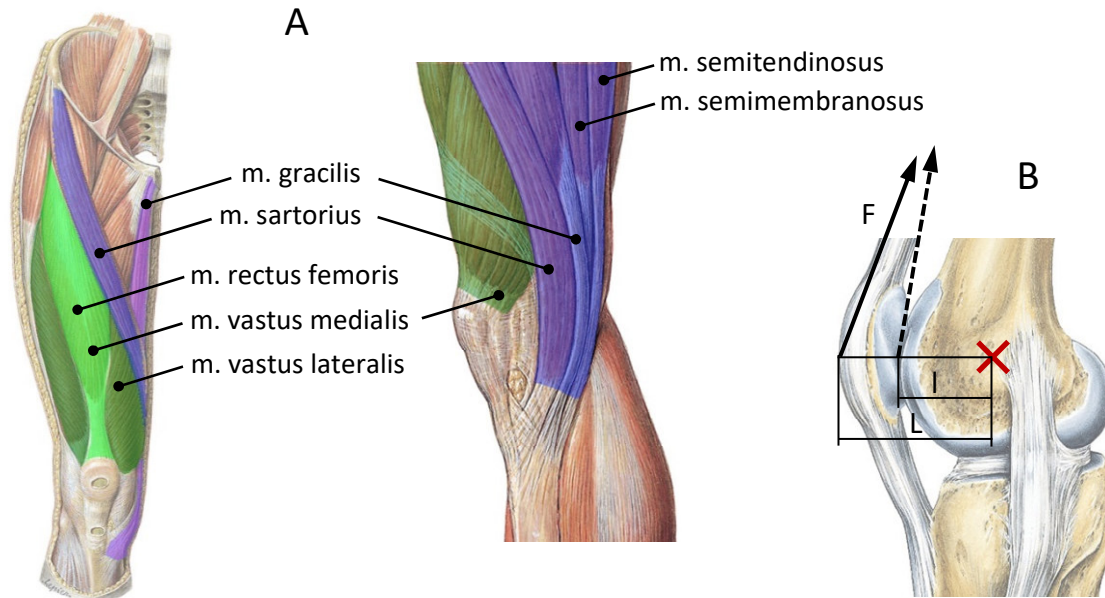 A
m. semitendinosus
m. semimembranosus
m. gracilis
m. sartorius
m. rectus femoris
m. vastus medialis
m. vastus lateralis
B
F
l
L